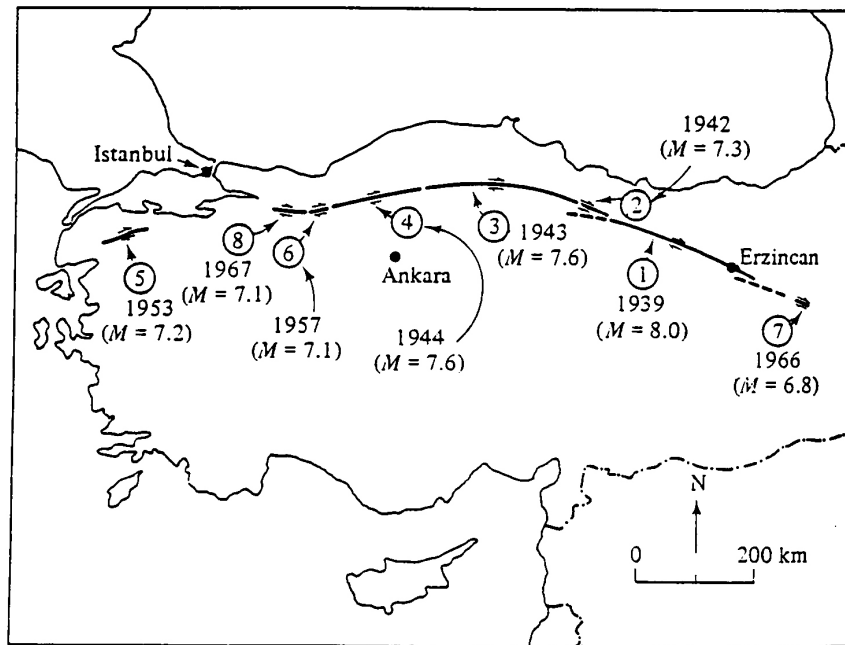 Istanbul
1942
(M = 7.3)
2
8
6
4
3
1943
(M = 7.6)
Erzincan
5
1953
(M = 7.2)
1967
(M = 7.1)
Ankara
1
1939
(M = 8.0)
1957
(M = 7.1)
1944
(M = 7.6)
7
1966
(M = 6.8)
N
0 200 km